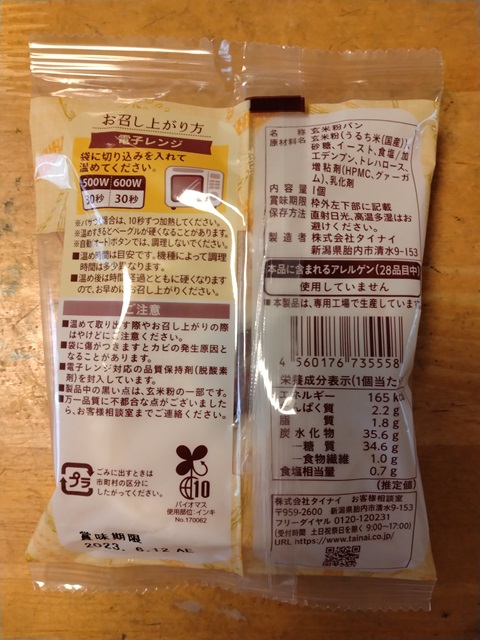 お召し上がり方
電子レンジ
袋に切り込みを入れて
温めてください。
500W 600W
30秒 30秒
※パサつく場合は、10秒ずつ加熱してください。
※温めすぎるとベーグルが硬くなることがあります。
※自動(オート)ボタンでは、調理しないでください。
■温め時間は目安です。機種によって調理
時間は多少異なります。
■温め後は時間経過とともに硬くなります
ので、お早めにお召し上がりください。
ご注意
■温めて取り出す際やお召し上がりの際
はやけどにご注意ください。
■袋に傷がつきますとカビの発生原因と
なることがあります。
■電子レンジ対応の品質保持剤(脱酸素
剤)を封入しています。
■製品中の黒い点は、玄米粉の一部です。
■万一品質に不都合な点がございました
ら、お客様相談室までご連絡ください。
プラ
ごみに出すときは
市町村の区分に
したがってください。
10
バイオマス
使用部位:インキ
No.170062
賞味期限
2023. 6.12 AE
名称 玄米粉パン
原材料名 玄米粉(うるち米(国産))、
砂糖、イースト、食塩/加
工デンプン、トレハロース、
増粘剤(HPMC、グァーガ
ム)、乳化剤
内容量 1個
賞味期限 枠外左下部に記載
保存方法 直射日光、高温多湿はお
避けください。
製造者 株式会社タイナイ
新潟県胎内市清水9-153
本品に含まれるアレルゲン(28品目中)
使用していません
■本製品は、専用工場で生産しています
4 560176 735558
栄養成分表示(1個当たり)
エネルギー 165 kcal
たんぱく質 2.2 g
脂質 1.8 g
炭水化物 35.6 g
―糖質 34.6 g
―食物繊維 1.0 g
食塩相当量 0.7 g
(推定値)
株式会社タイナイ お客様相談室
〒959-2600 新潟県胎内市清水9-153
フリーダイヤル 0120-120231
(受付時間 土日祝祭日を除く 9:00~17:00)
URL https://www.tainai.co.jp/